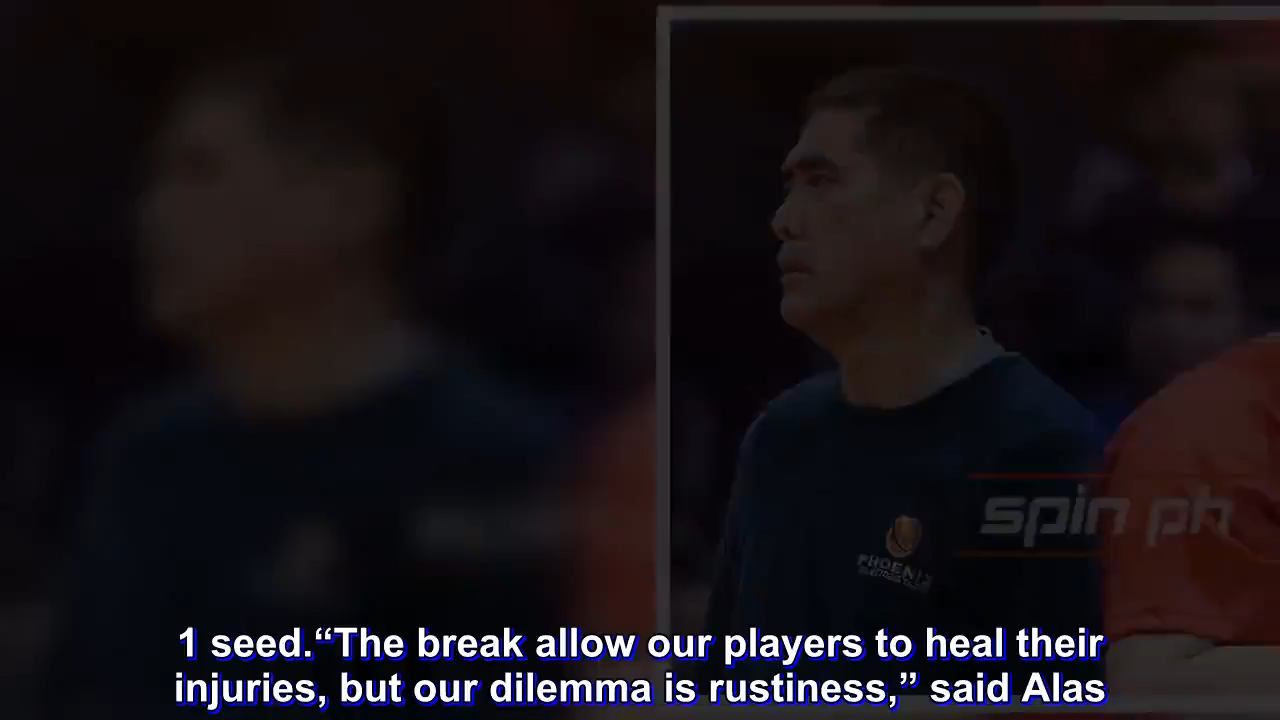 spin ph
PHOENIX
1 seed.“The break allow our players to heal their
injuries, but our dilemma is rustiness,” said Alas